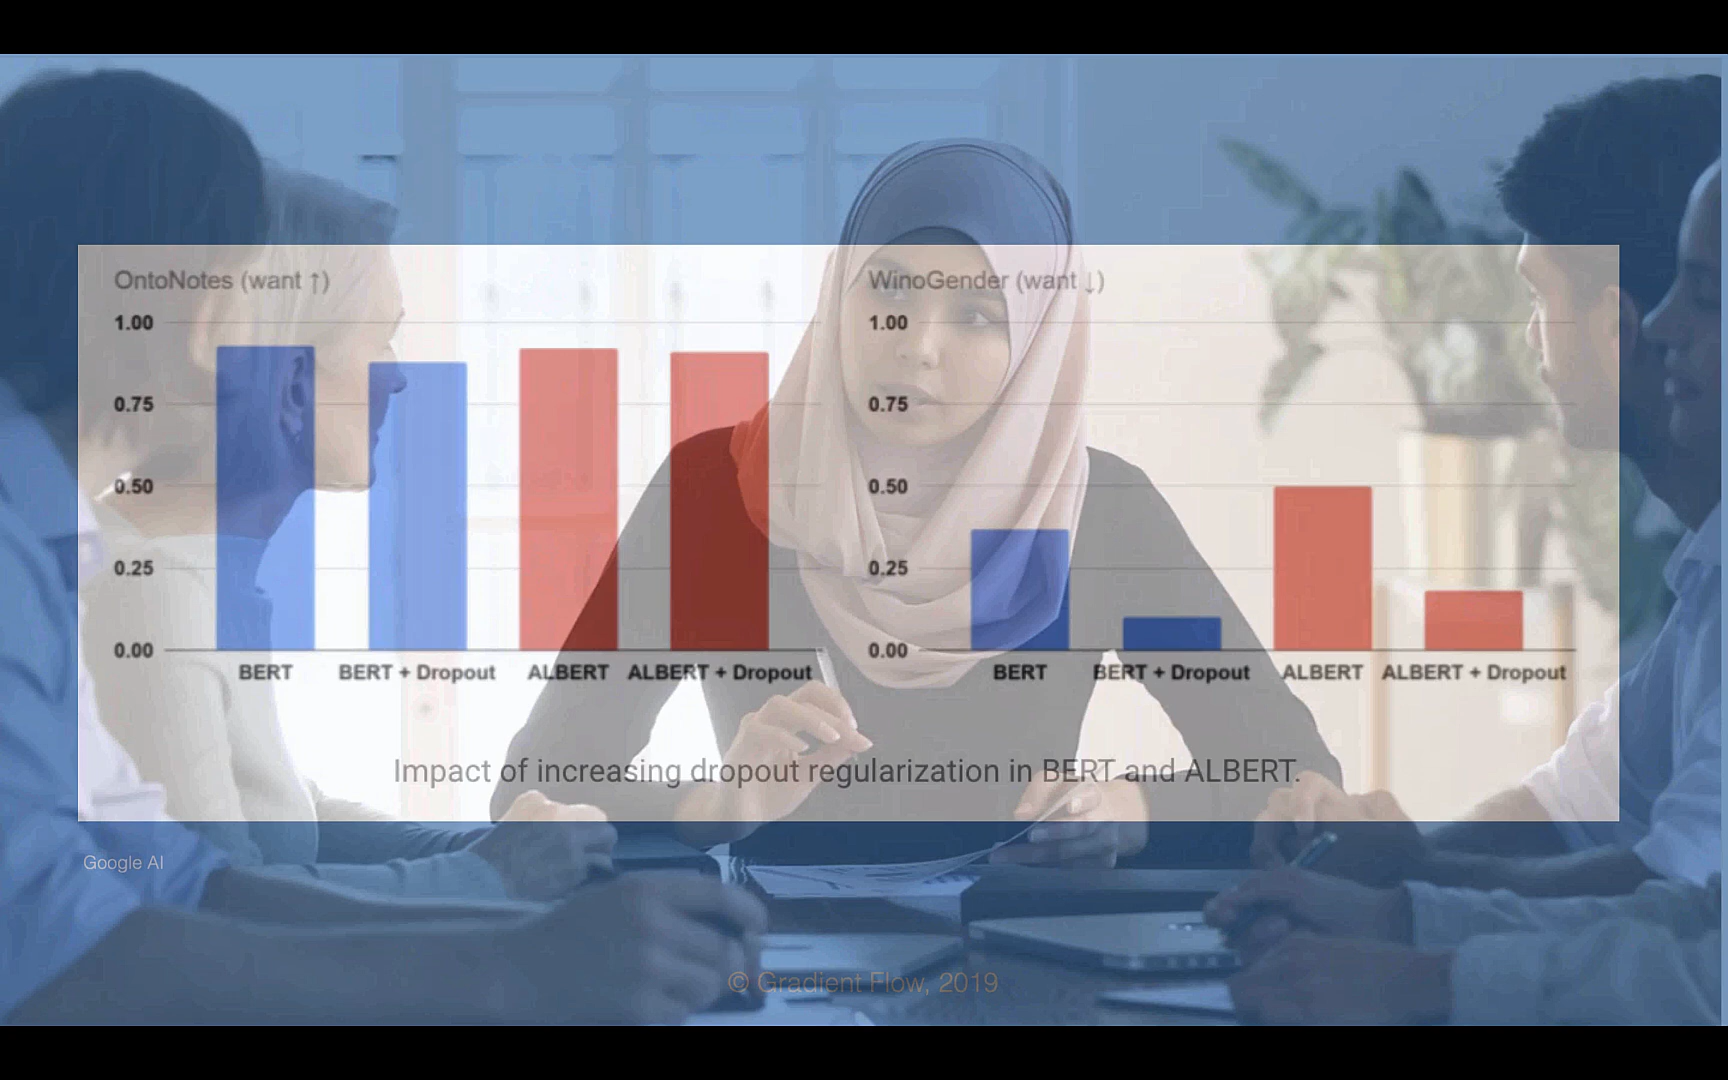 OntoNotes (want ↑)
1.00
0.75
0.50
0.25
0.00
BERT
BERT + Dropout
ALBERT
ALBERT + Dropout
WinoGender (want ↓)
1.00
0.75
0.50
0.25
0.00
BERT
BERT + Dropout
ALBERT
ALBERT + Dropout
Impact of increasing dropout regularization in BERT and ALBERT.
Google AI
© Gradient Flow, 2019